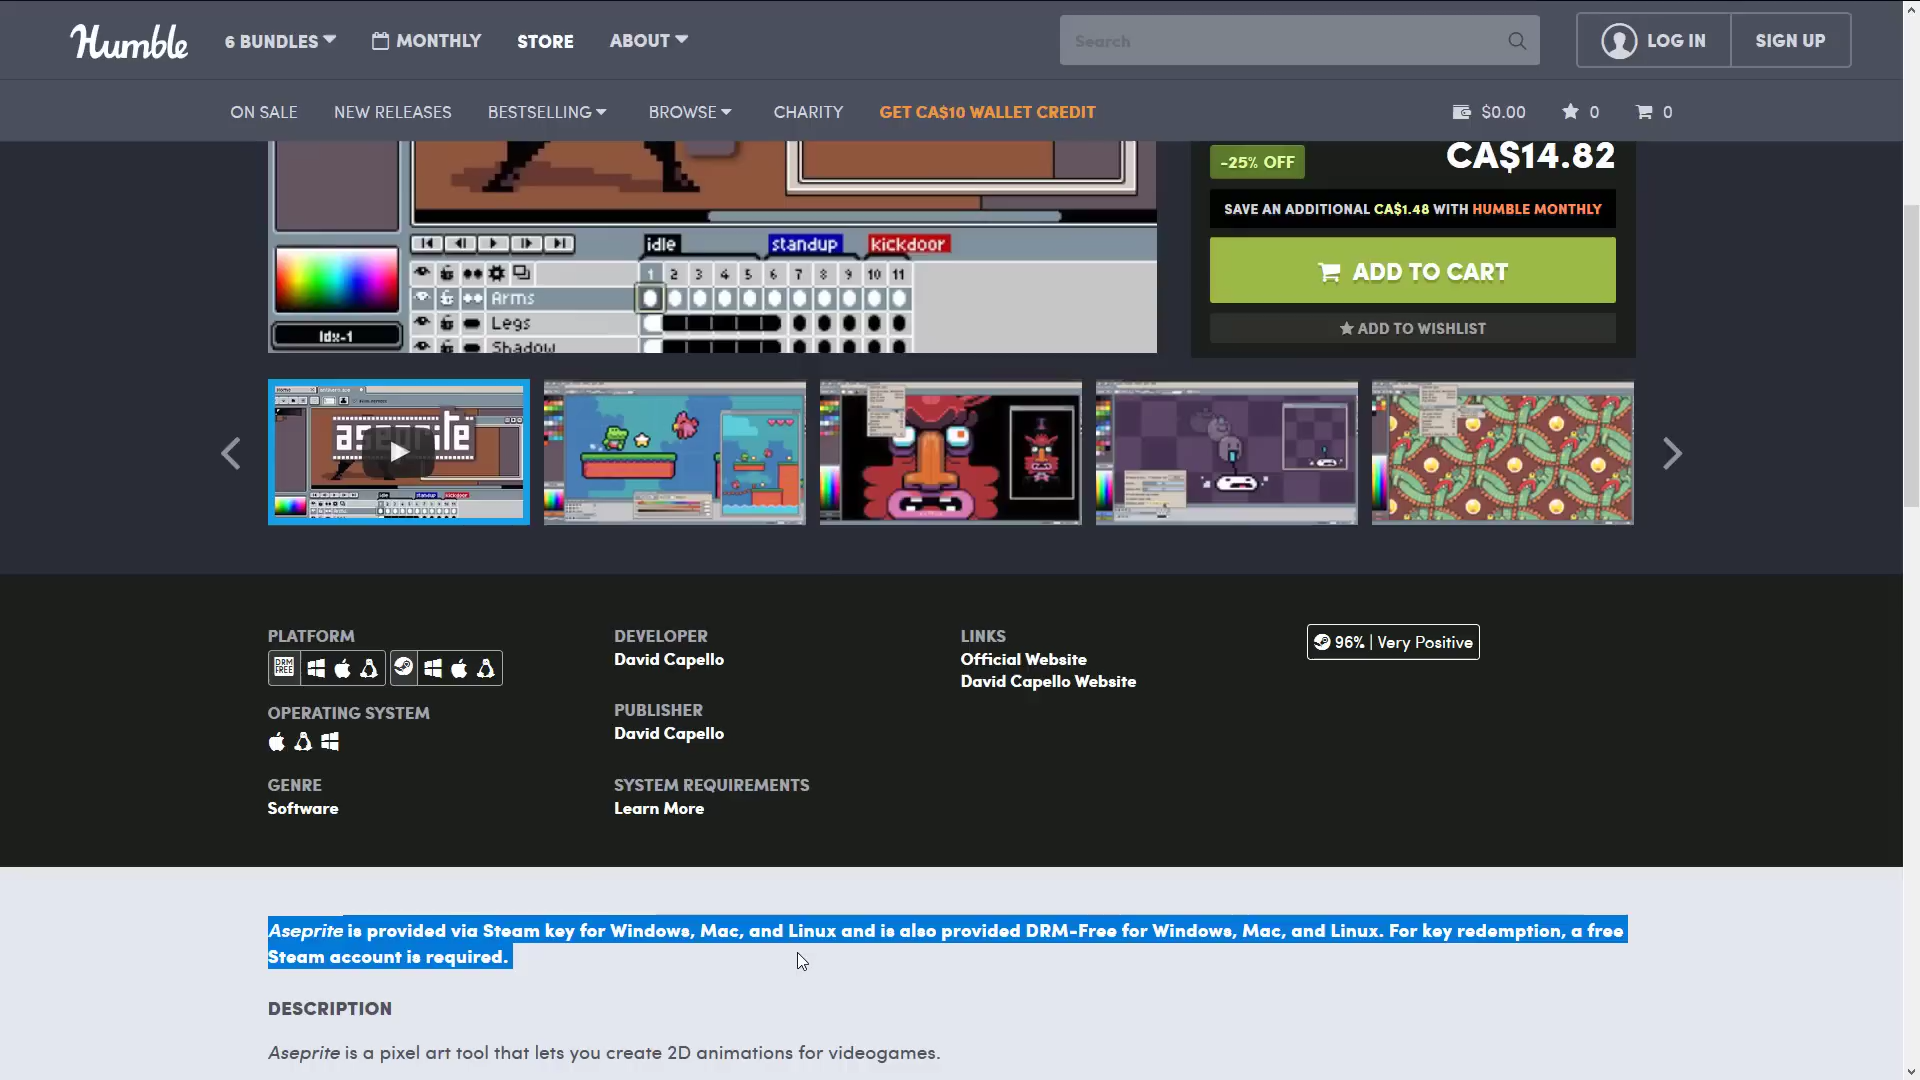 Humble
6 BUNDLES
MONTHLY
STORE
ABOUT
Search
LOG IN
SIGN UP
ON SALE
NEW RELEASES
BESTSELLING
BROWSE
CHARITY
GET CA$10 WALLET CREDIT
$0.00
0
0
-25% OFF
CA$14.82
SAVE AN ADDITIONAL CA$1.48 WITH HUMBLE MONTHLY
ADD TO CART
ADD TO WISHLIST
idle standup kickdoor
1 2 3 4 5 6 7 8 9 10 11
Arms
Legs
Shadow
Idx-1
aseprite
PLATFORM
DRM FREE
OPERATING SYSTEM
GENRE
Software
DEVELOPER
David Capello
PUBLISHER
David Capello
SYSTEM REQUIREMENTS
Learn More
LINKS
Official Website
David Capello Website
96% | Very Positive
Aseprite is provided via Steam key for Windows, Mac, and Linux and is also provided DRM-Free for Windows, Mac, and Linux. For key redemption, a free
Steam account is required.
DESCRIPTION
Aseprite is a pixel art tool that lets you create 2D animations for videogames.